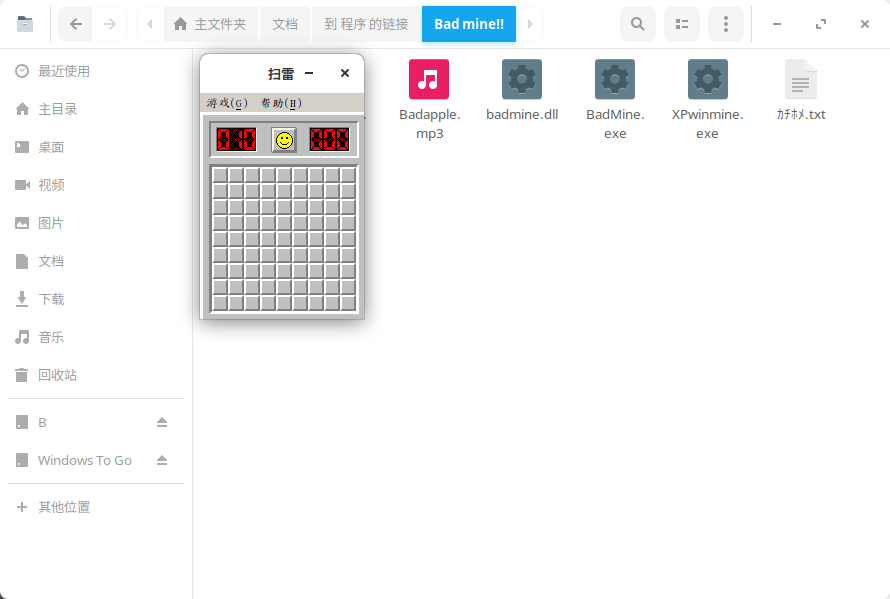 主文件夹
文档
到 程序 的链接
Bad mine!!
最近使用
主目录
桌面
视频
图片
文档
下载
音乐
回收站
B
Windows To Go
其他位置
扫雷
游戏(G) 帮助(H)
000
Badapple.
mp3
badmine.dll
BadMine.
exe
XPwinmine.
exe
ｶﾁﾎﾒ.txt